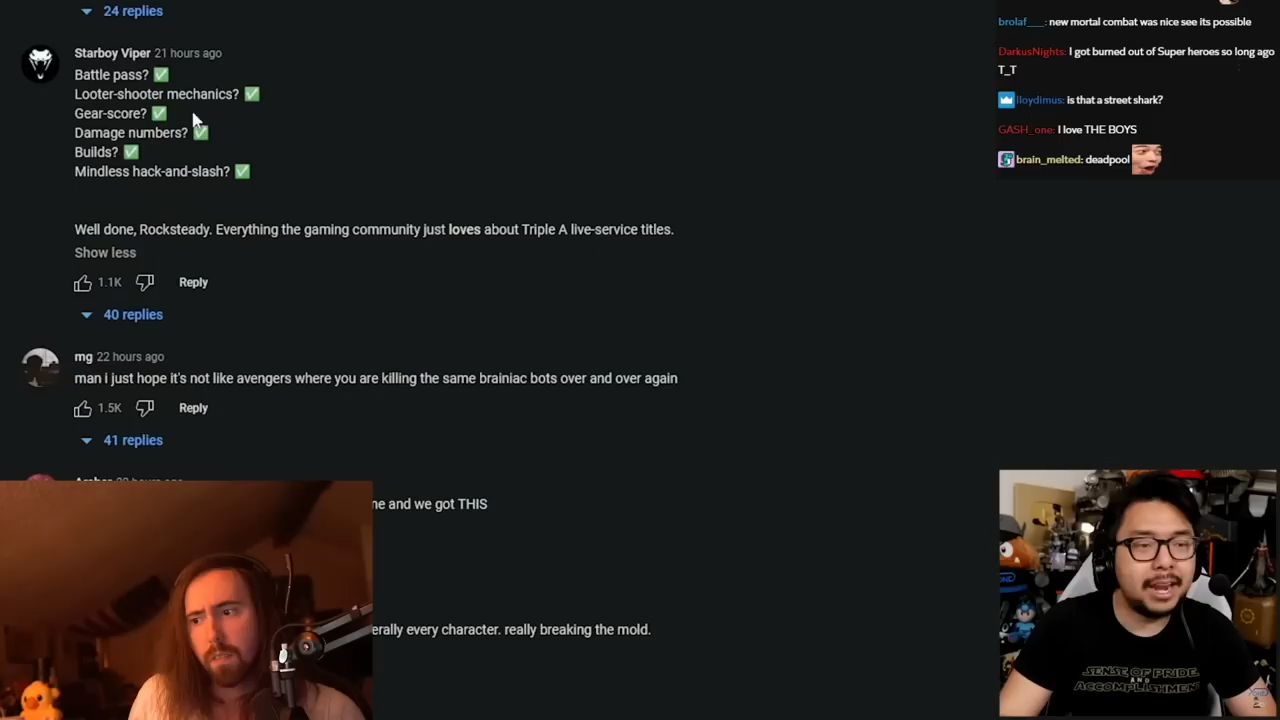 24 replies
Starboy Viper 21 hours ago
Battle pass? ✅
Looter-shooter mechanics? ✅
Gear-score? ✅
Damage numbers? ✅
Builds? ✅
Mindless hack-and-slash? ✅
Well done, Rocksteady. Everything the gaming community just loves about Triple A live-service titles.
Show less
1.1K Reply
40 replies
mg 22 hours ago
man i just hope it's not like avengers where you are killing the same brainiac bots over and over again
1.5K Reply
41 replies
ne and we got THIS
erally every character. really breaking the mold.
brolaf___: new mortal combat was nice see its possible
DarkusNights: I got burned out of Super heroes so long ago
T_T
lloydimus: is that a street shark?
GASH_one: I love THE BOYS
brain_melted: deadpool
SENSE OF PRIDE
AND
ACCOMPLISHMENT